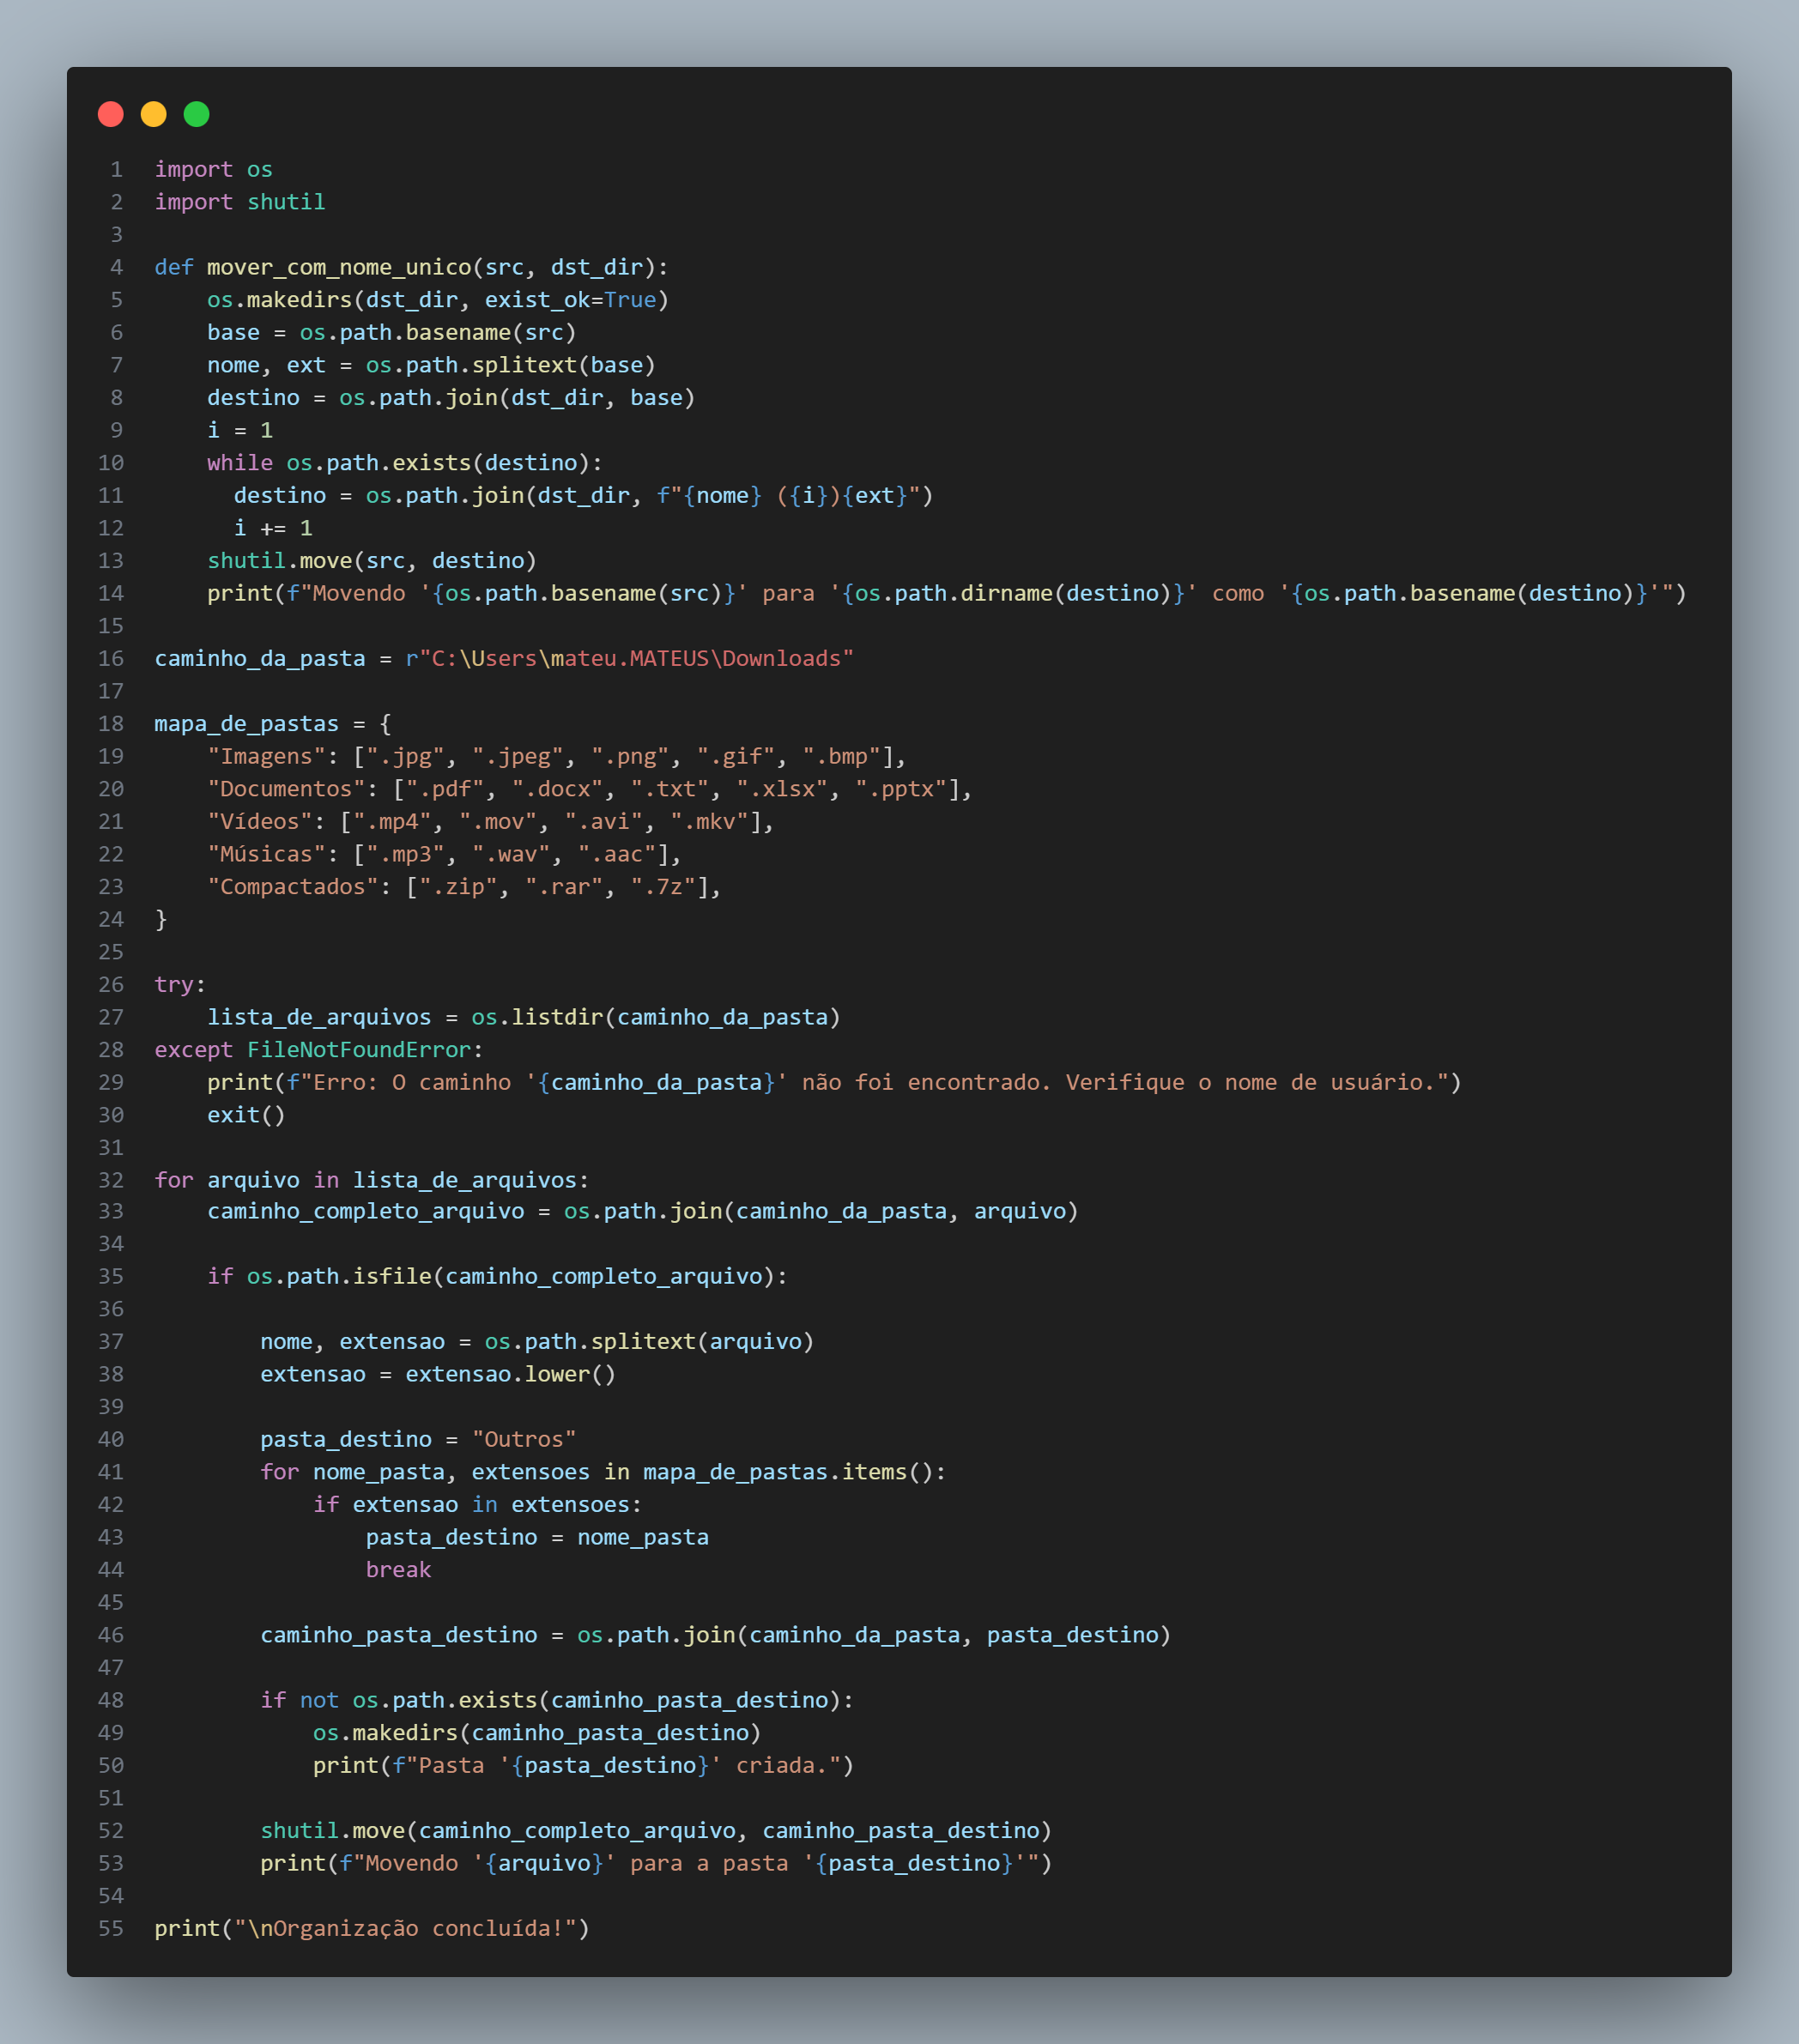 1 import os
2 import shutil
3
4 def mover_com_nome_unico(src, dst_dir):
5     os.makedirs(dst_dir, exist_ok=True)
6     base = os.path.basename(src)
7     nome, ext = os.path.splitext(base)
8     destino = os.path.join(dst_dir, base)
9     i = 1
10     while os.path.exists(destino):
11       destino = os.path.join(dst_dir, f"{nome} ({i}){ext}")
12       i += 1
13     shutil.move(src, destino)
14     print(f"Movendo '{os.path.basename(src)}' para '{os.path.dirname(destino)}' como '{os.path.basename(destino)}'")
15
16 caminho_da_pasta = r"C:\Users\mateu.MATEUS\Downloads"
17
18 mapa_de_pastas = {
19     "Imagens": [".jpg", ".jpeg", ".png", ".gif", ".bmp"],
20     "Documentos": [".pdf", ".docx", ".txt", ".xlsx", ".pptx"],
21     "Vídeos": [".mp4", ".mov", ".avi", ".mkv"],
22     "Músicas": [".mp3", ".wav", ".aac"],
23     "Compactados": [".zip", ".rar", ".7z"],
24 }
25
26 try:
27     lista_de_arquivos = os.listdir(caminho_da_pasta)
28 except FileNotFoundError:
29     print(f"Erro: O caminho '{caminho_da_pasta}' não foi encontrado. Verifique o nome de usuário.")
30     exit()
31
32 for arquivo in lista_de_arquivos:
33     caminho_completo_arquivo = os.path.join(caminho_da_pasta, arquivo)
34
35     if os.path.isfile(caminho_completo_arquivo):
36
37         nome, extensao = os.path.splitext(arquivo)
38         extensao = extensao.lower()
39
40         pasta_destino = "Outros"
41         for nome_pasta, extensoes in mapa_de_pastas.items():
42             if extensao in extensoes:
43                 pasta_destino = nome_pasta
44                 break
45
46         caminho_pasta_destino = os.path.join(caminho_da_pasta, pasta_destino)
47
48         if not os.path.exists(caminho_pasta_destino):
49             os.makedirs(caminho_pasta_destino)
50             print(f"Pasta '{pasta_destino}' criada.")
51
52         shutil.move(caminho_completo_arquivo, caminho_pasta_destino)
53         print(f"Movendo '{arquivo}' para a pasta '{pasta_destino}'")
54
55 print("\nOrganização concluída!")